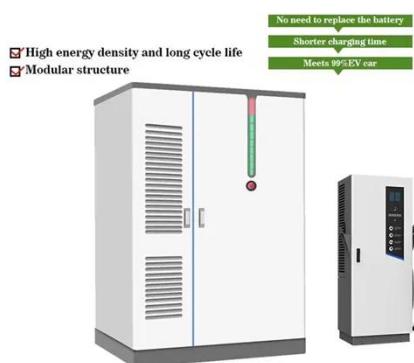 No need to replace the battery
Shorter charging time
Meets 99%EV car
High energy density and long cycle life
Modular structure